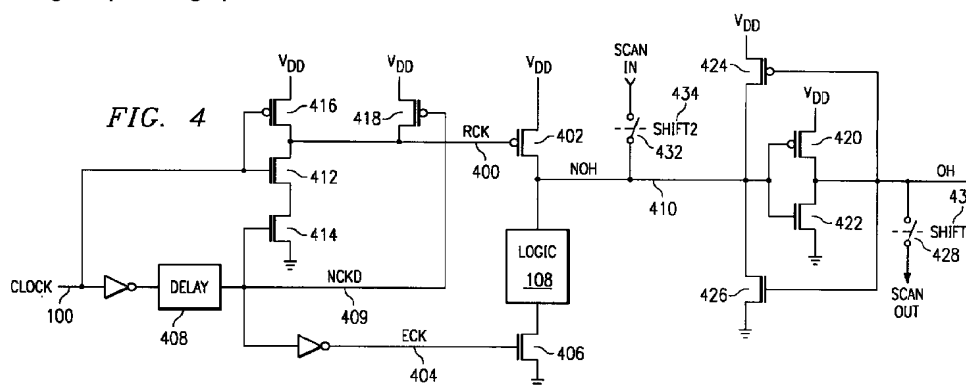 FIG. 4
VDD
416
VDD
418
412
414
CLOCK
100
DELAY
408
NCKD
409
ECK
404
RCK
400
VDD
402
LOGIC
108
406
SCAN
IN
434
SHIFT2
432
NOH
410
VDD
424
VDD
420
422
426
OH
SHIFT
428
SCAN
OUT